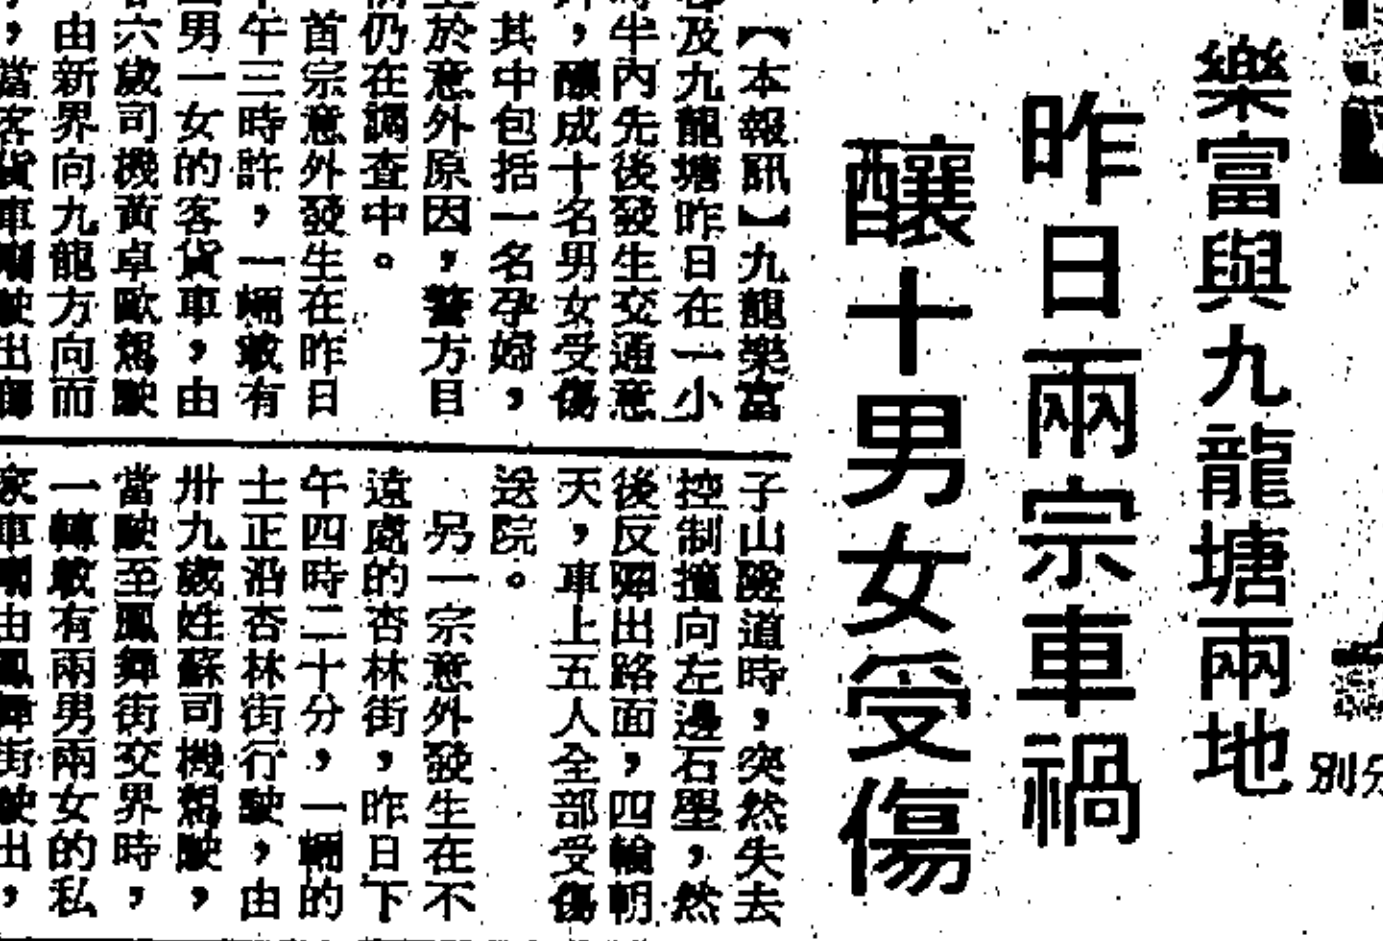 樂富與九龍塘兩地
昨日兩宗車禍
釀十男女受傷
【本報訊】九龍樂富
及九龍塘昨日在一小
時半內先後發生交通意
,釀成十名男女受傷
其中包括一名孕婦,
至於意外原因,警方目
仍在調查中。
首宗意外發生在昨日
午三時許,一輛載有
男一女的客貨車,由
六歲司機黃卓歐駕駛
由新界向九龍方向而
,當客貨車剛駛出獅
子山隧道時,突然失去
控制撞向左邊石壆,然
後反彈出路面,四輪朝
天,車上五人全部受傷
送院。
另一宗意外發生在不
遠處的杏林街,昨日下
午四時二十分,一輛的
士正沿杏林街行駛,由
卅九歲姓蘇司機駕駛,
當駛至鳳舞街交界時,
一輛載有兩男兩女的私
家車剛由鳳舞街駛出,
分別